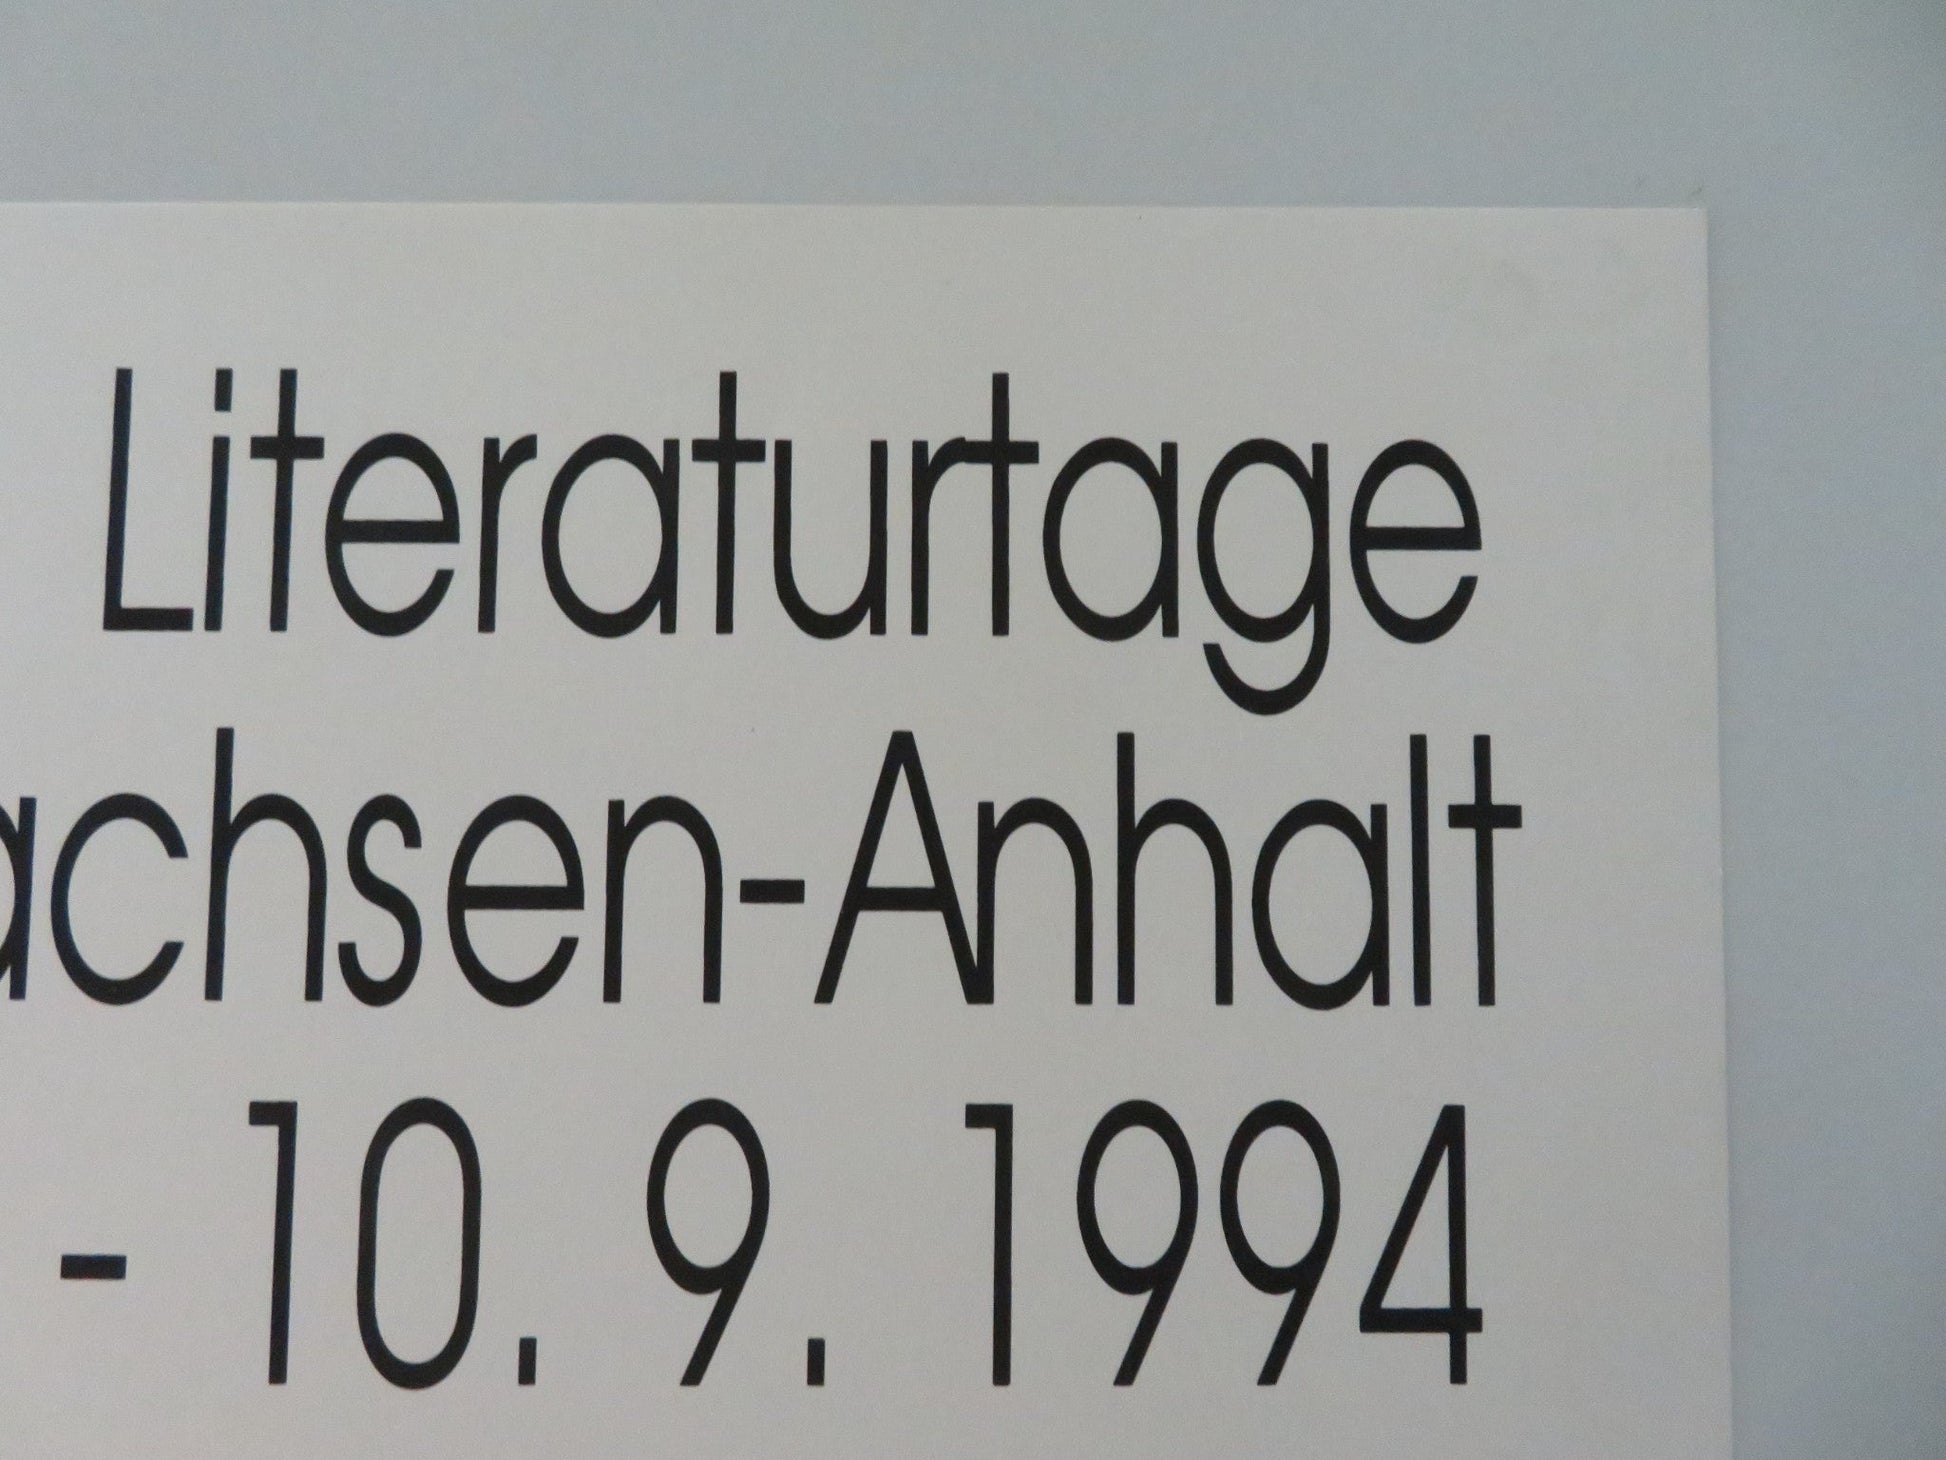 Literaturtage
achsen-Anhalt
- 10. 9. 1994